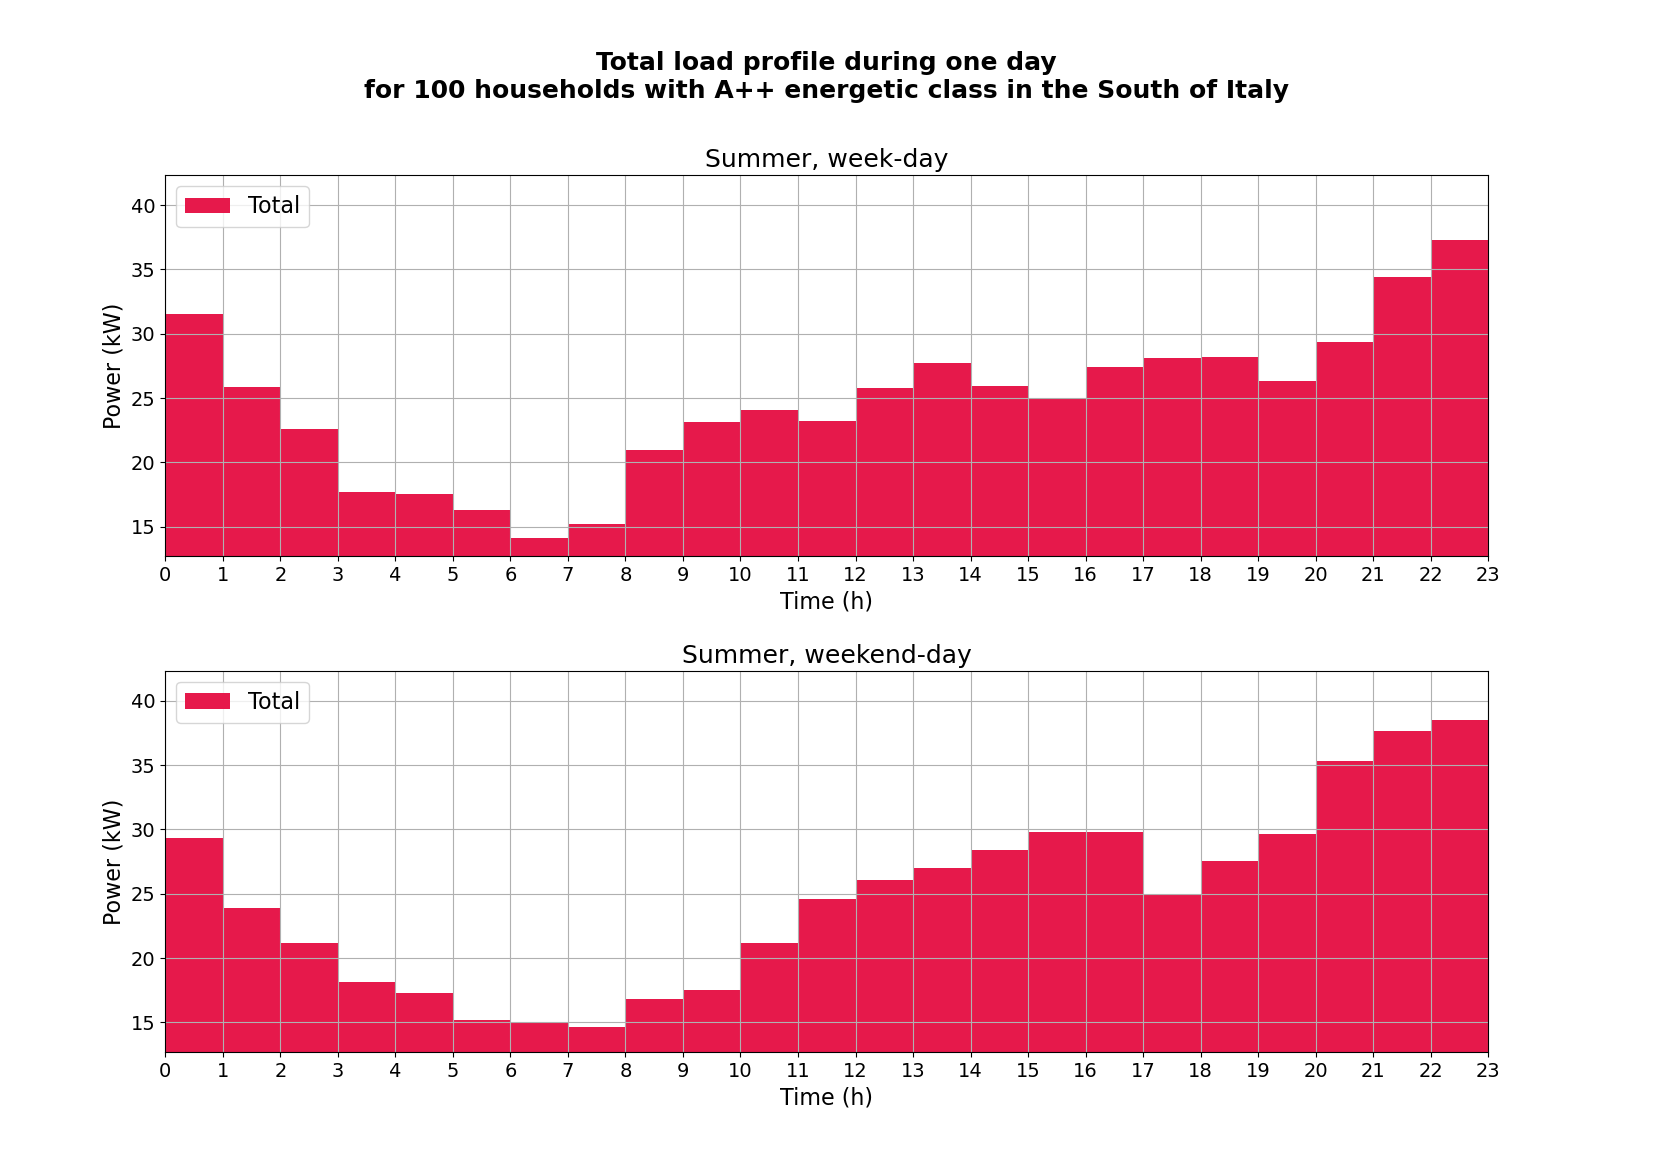 Total load profile during one day
for 100 households with A++ energetic class in the South of Italy
Summer, week-day
Total
Power (kW)
40
35
30
25
20
15
0 1 2 3 4 5 6 7 8 9 10 11 12 13 14 15 16 17 18 19 20 21 22 23
Time (h)
Summer, weekend-day
Total
Power (kW)
40
35
30
25
20
15
0 1 2 3 4 5 6 7 8 9 10 11 12 13 14 15 16 17 18 19 20 21 22 23
Time (h)